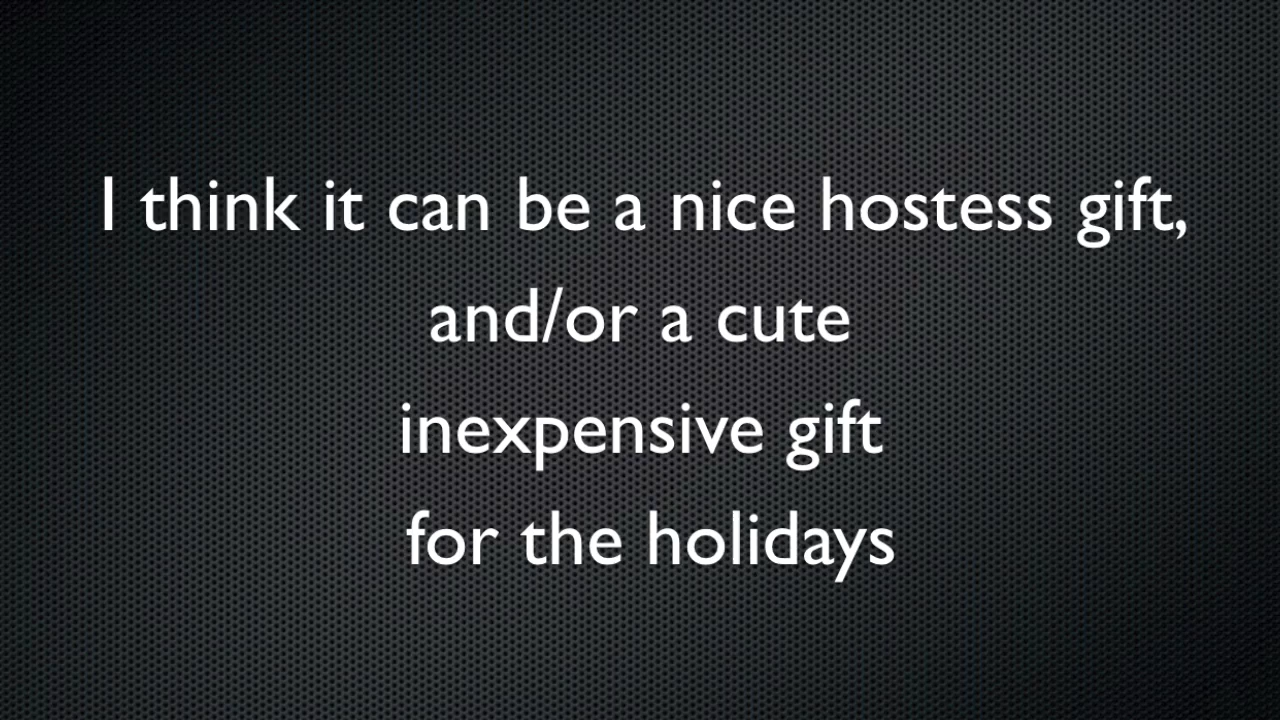 I think it can be a nice hostess gift,
and/or a cute
inexpensive gift
for the holidays